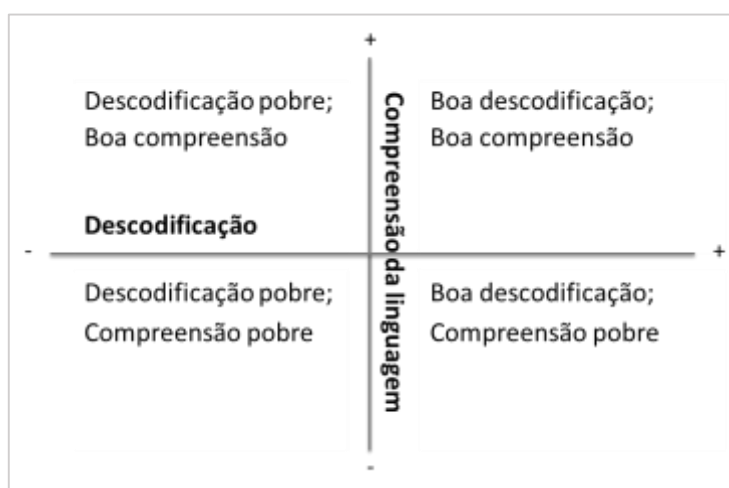 +
Descodificação pobre;
Boa compreensão
Boa descodificação;
Boa compreensão
Compreensão da linguagem
Descodificação
-
+
Descodificação pobre;
Compreensão pobre
Boa descodificação;
Compreensão pobre
-